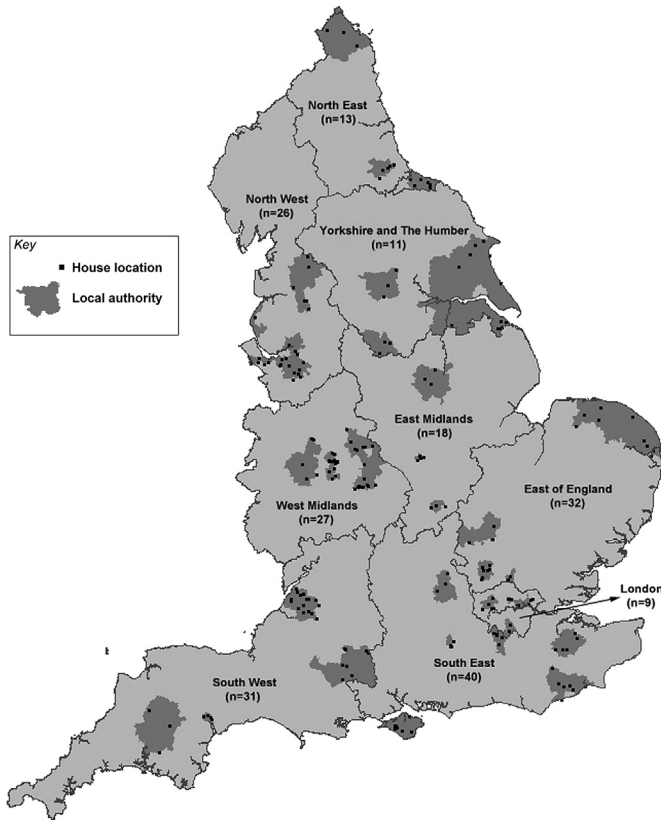 North East
(n=13)
North West
(n=26)
Yorkshire and The Humber
(n=11)
Key
House location
Local authority
East Midlands
(n=18)
West Midlands
(n=27)
East of England
(n=32)
London
(n=9)
South East
(n=40)
South West
(n=31)